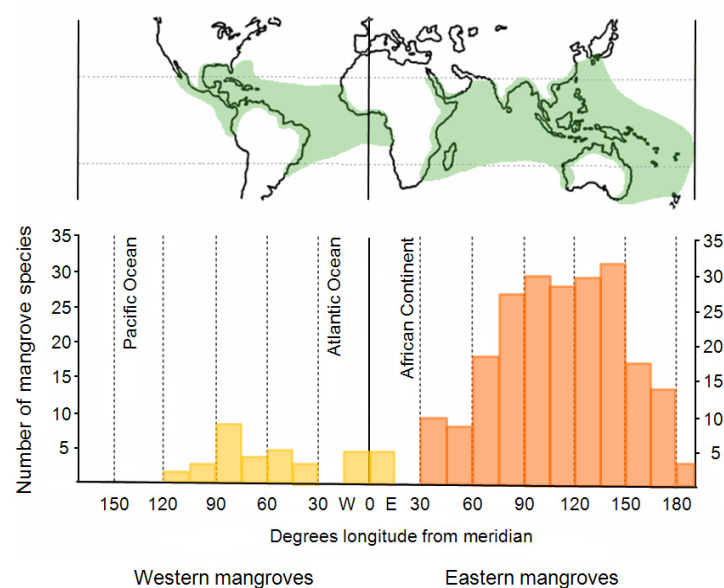 Number of mangrove species
35
30
25
20
15
10
5
Pacific Ocean
Atlantic Ocean
African Continent
35
30
25
20
15
10
5
150 120 90 60 30 W 0 E 30 60 90 120 150 180
Degrees longitude from meridian
Western mangroves Eastern mangroves